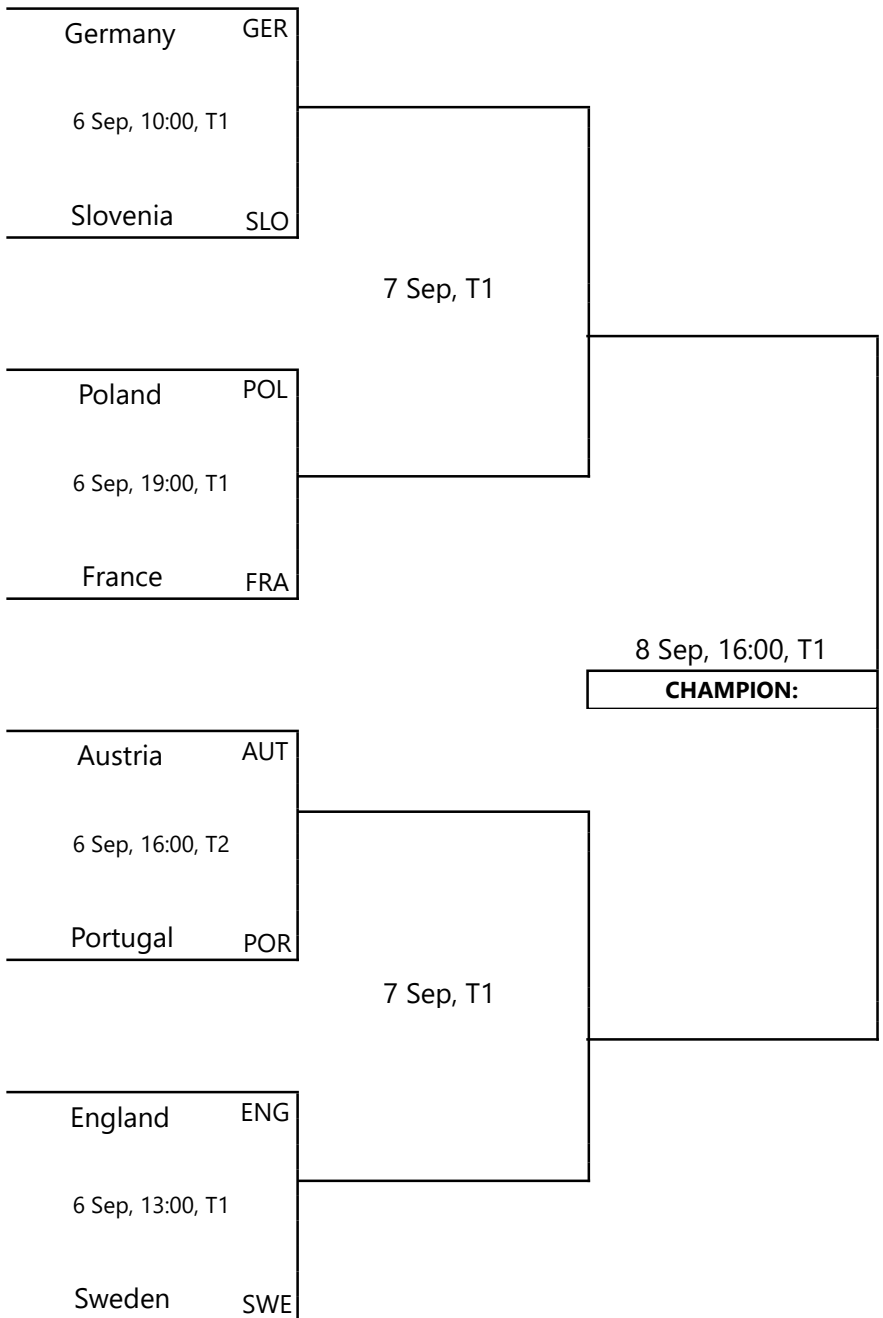 Germany GER
6 Sep, 10:00, T1
Slovenia SLO
7 Sep, T1
Poland POL
6 Sep, 19:00, T1
France FRA
8 Sep, 16:00, T1
CHAMPION:
Austria AUT
6 Sep, 16:00, T2
Portugal POR
7 Sep, T1
England ENG
6 Sep, 13:00, T1
Sweden SWE